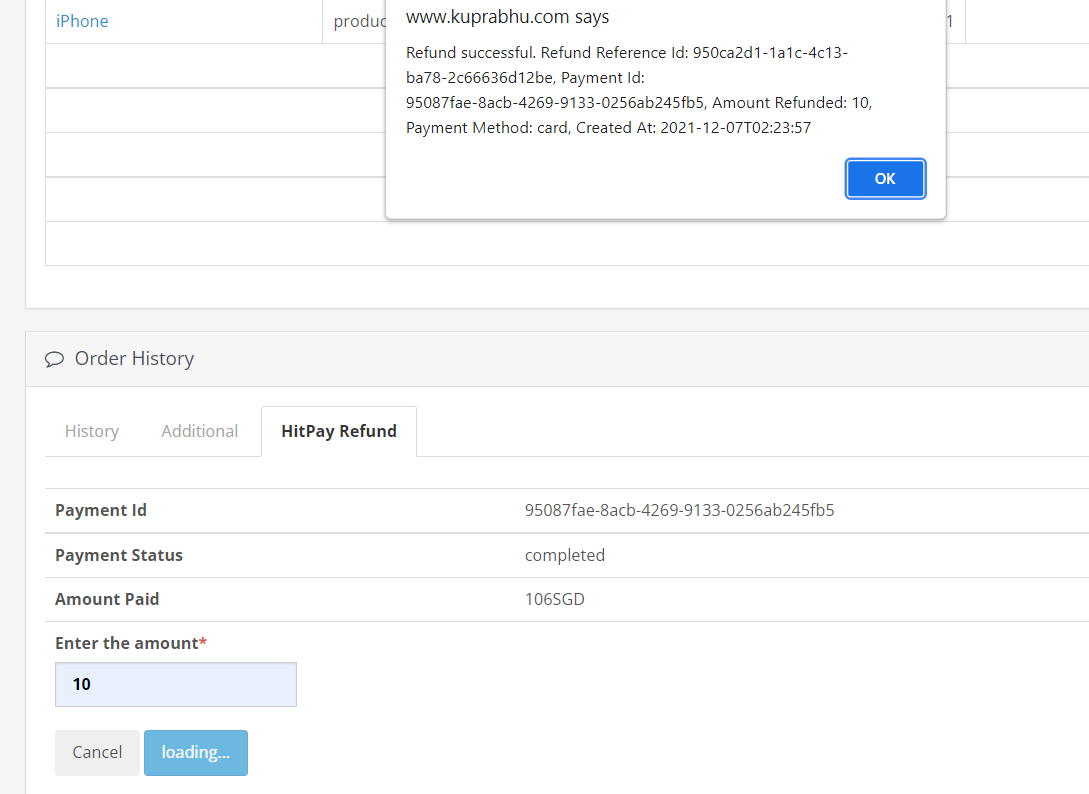 www.kuprabhu.com says
iPhone
1
Refund successful. Refund Reference Id: 950ca2d1-1a1c-4c13-
ba78-2c66636d12be, Payment Id:
95087fae-8acb-4269-9133-0256ab245fb5, Amount Refunded: 10,
Payment Method: card, Created At: 2021-12-07T02:23:57
OK
Order History
History Additional HitPay Refund
Payment Id 95087fae-8acb-4269-9133-0256ab245fb5
Payment Status completed
Amount Paid 106SGD
Enter the amount*
10
Cancel loading...